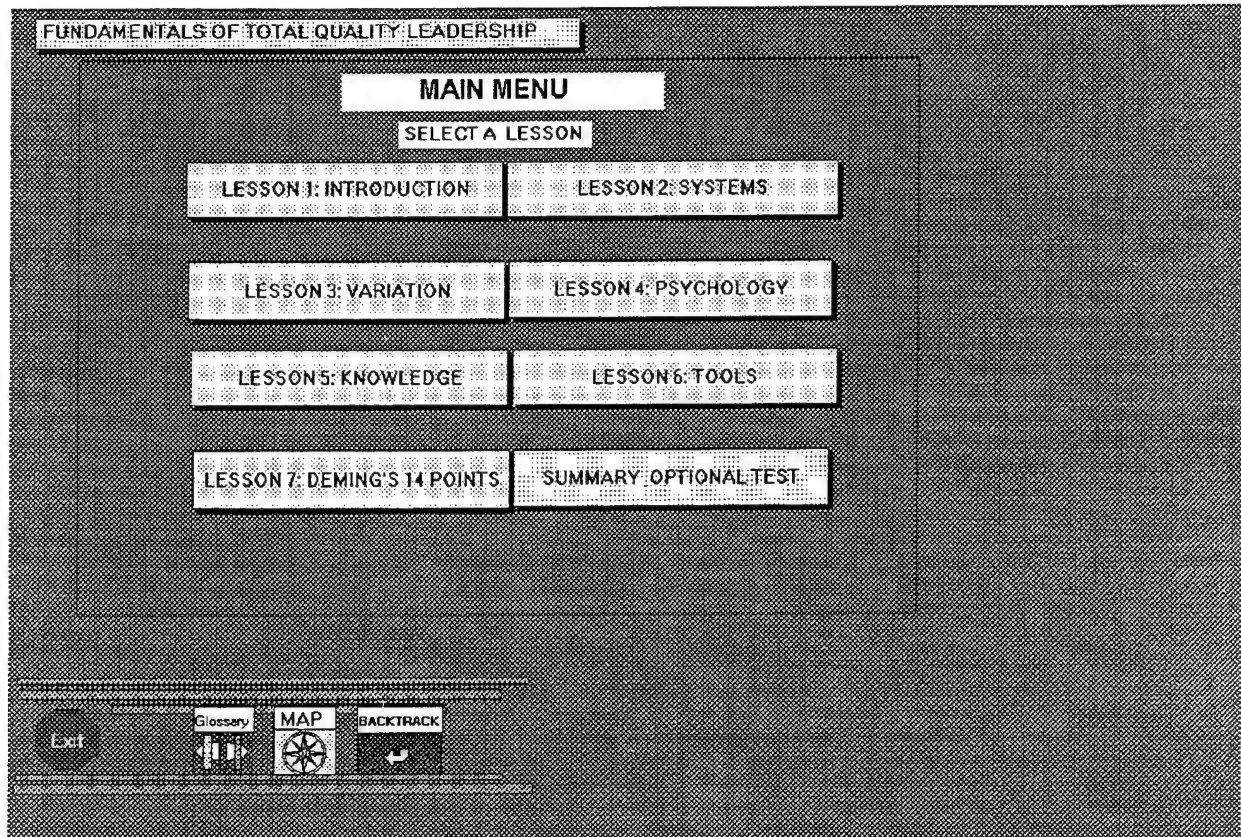 FUNDAMENTALS OF TOTAL QUALITY LEADERSHIP
MAIN MENU
SELECT A LESSON
LESSON 1: INTRODUCTION
LESSON 2: SYSTEMS
LESSON 3: VARIATION
LESSON 4: PSYCHOLOGY
LESSON 5: KNOWLEDGE
LESSON 6: TOOLS
LESSON 7: DEMING'S 14 POINTS
SUMMARY: OPTIONAL TEST
Exit
Glossary
MAP
BACKTRACK